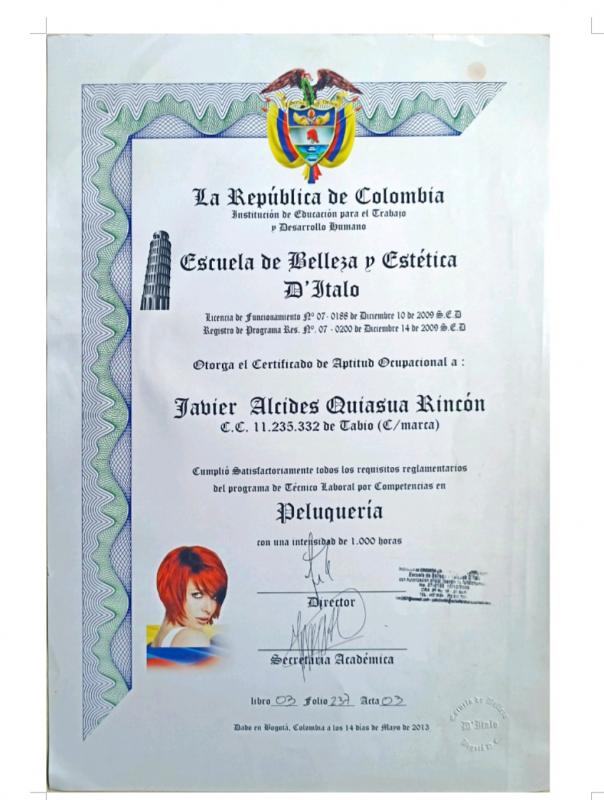 La República de Colombia
Institución de Educación para el Trabajo
y Desarrollo Humano
Escuela de Belleza y Estética
D'Italo
Licencia de Funcionamiento Nº 07- 0188 de Diciembre 10 de 2009 S.E.D
Registro de Programa Res. Nº. 07 - 0200 de Diciembre 14 de 2009 S.E.D
Otorga el Certificado de Aptitud Ocupacional a :
Javier Alcides Quiasua Rincón
C.C. 11.235.332 de Tabio (C/marca)
Cumplió Satisfactoriamente todos los requisitos reglamentarios
del programa de Técnico Laboral por Competencias en
Peluquería
con una intensidad de 1.000 horas
Director
Secretaria Académica
libro 03 Folio 237 Acta 03
Escuela de Belleza
D'Italo
Dado en Bogotá, Colombia a los 14 días de Mayo de 2013